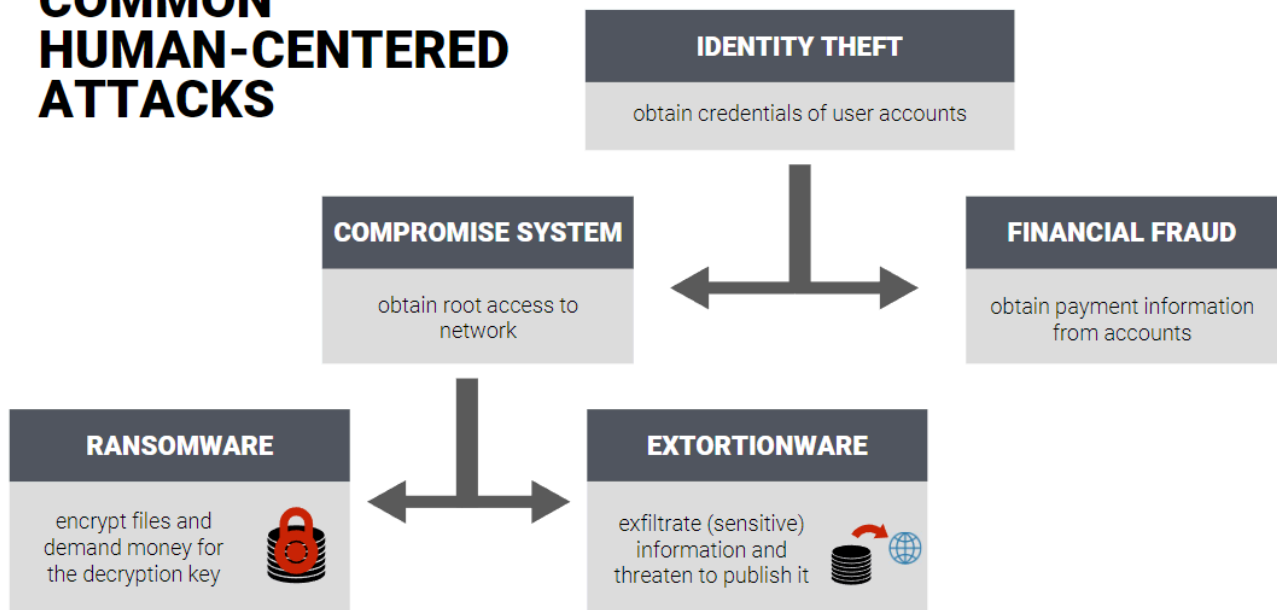 COMMON
HUMAN-CENTERED
ATTACKS
IDENTITY THEFT
obtain credentials of user accounts
COMPROMISE SYSTEM
obtain root access to
network
FINANCIAL FRAUD
obtain payment information
from accounts
RANSOMWARE
encrypt files and
demand money for
the decryption key
EXTORTIONWARE
exfiltrate (sensitive)
information and
threaten to publish it